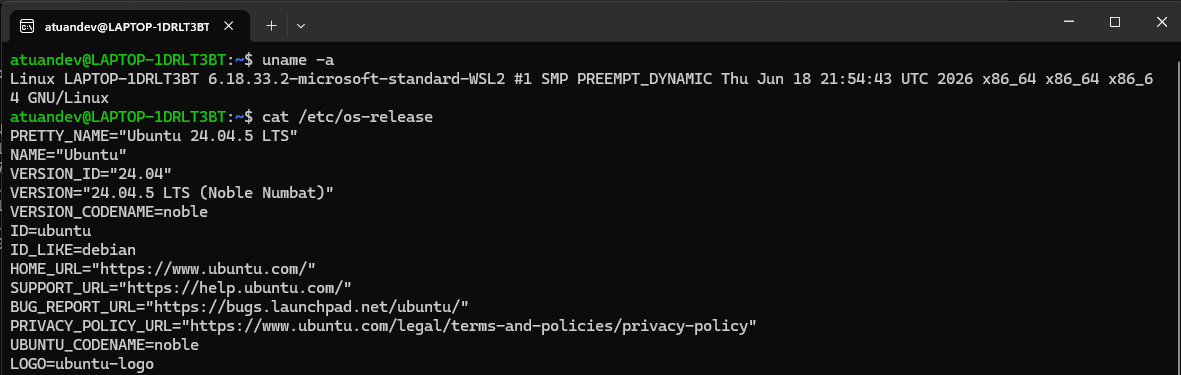 atuandev@LAPTOP-1DRLT3BT
atuandev@LAPTOP-1DRLT3BT:~$ uname -a
Linux LAPTOP-1DRLT3BT 6.18.33.2-microsoft-standard-WSL2 #1 SMP PREEMPT_DYNAMIC Thu Jun 18 21:54:43 UTC 2026 x86_64 x86_64 x86_6
4 GNU/Linux
atuandev@LAPTOP-1DRLT3BT:~$ cat /etc/os-release
PRETTY_NAME="Ubuntu 24.04.5 LTS"
NAME="Ubuntu"
VERSION_ID="24.04"
VERSION="24.04.5 LTS (Noble Numbat)"
VERSION_CODENAME=noble
ID=ubuntu
ID_LIKE=debian
HOME_URL="https://www.ubuntu.com/"
SUPPORT_URL="https://help.ubuntu.com/"
BUG_REPORT_URL="https://bugs.launchpad.net/ubuntu/"
PRIVACY_POLICY_URL="https://www.ubuntu.com/legal/terms-and-policies/privacy-policy"
UBUNTU_CODENAME=noble
LOGO=ubuntu-logo